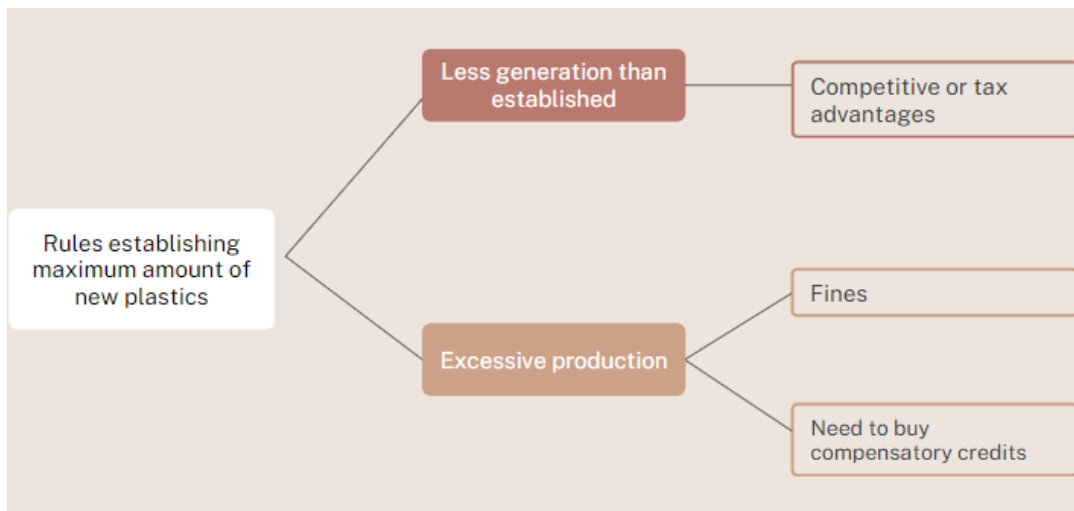 Less generation than
established
Competitive or tax
advantages
Rules establishing
maximum amount of
new plastics
Fines
Excessive production
Need to buy
compensatory credits